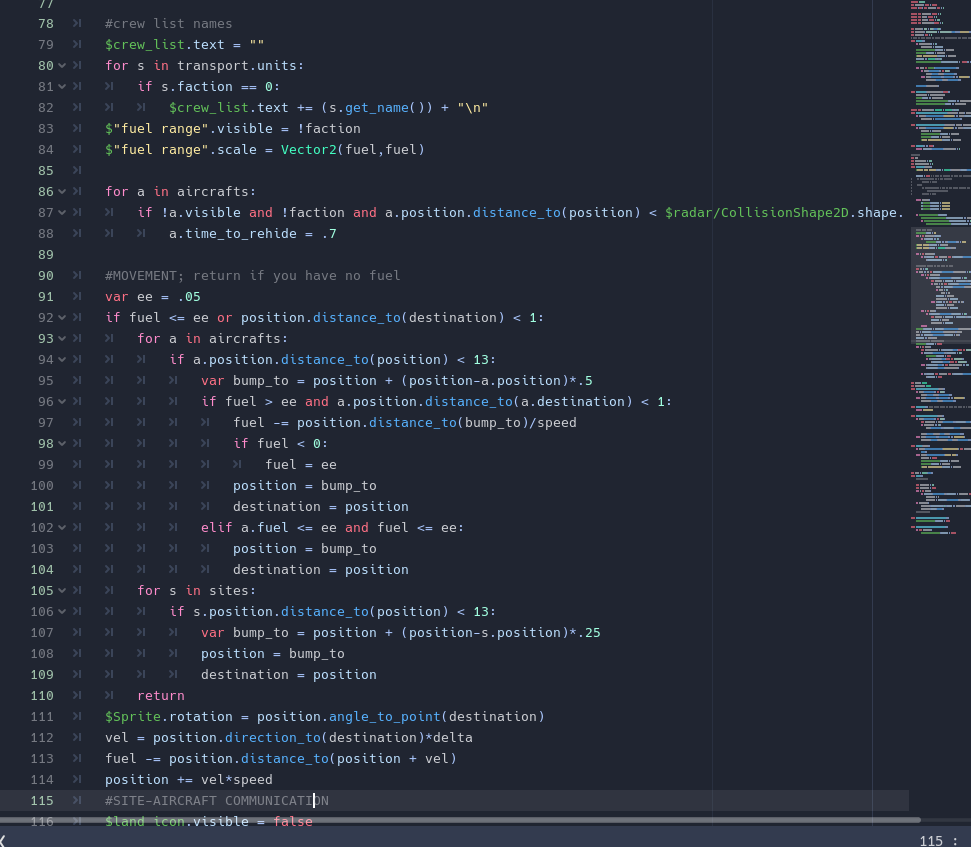 77
78 #crew list names
79 $crew_list.text = ""
80 for s in transport.units:
81 if s.faction == 0:
82 $crew_list.text += (s.get_name()) + "\n"
83 $"fuel range".visible = !faction
84 $"fuel range".scale = Vector2(fuel,fuel)
85
86 for a in aircrafts:
87 if !a.visible and !faction and a.position.distance_to(position) < $radar/CollisionShape2D.shape.
88 a.time_to_rehide = .7
89
90 #MOVEMENT; return if you have no fuel
91 var ee = .05
92 if fuel <= ee or position.distance_to(destination) < 1:
93 for a in aircrafts:
94 if a.position.distance_to(position) < 13:
95 var bump_to = position + (position-a.position)*.5
96 if fuel > ee and a.position.distance_to(a.destination) < 1:
97 fuel -= position.distance_to(bump_to)/speed
98 if fuel < 0:
99 fuel = ee
100 position = bump_to
101 destination = position
102 elif a.fuel <= ee and fuel <= ee:
103 position = bump_to
104 destination = position
105 for s in sites:
106 if s.position.distance_to(position) < 13:
107 var bump_to = position + (position-s.position)*.25
108 position = bump_to
109 destination = position
110 return
111 $Sprite.rotation = position.angle_to_point(destination)
112 vel = position.direction_to(destination)*delta
113 fuel -= position.distance_to(position + vel)
114 position += vel*speed
115 #SITE-AIRCRAFT COMMUNICATION
116 $land_icon.visible = false
115 :